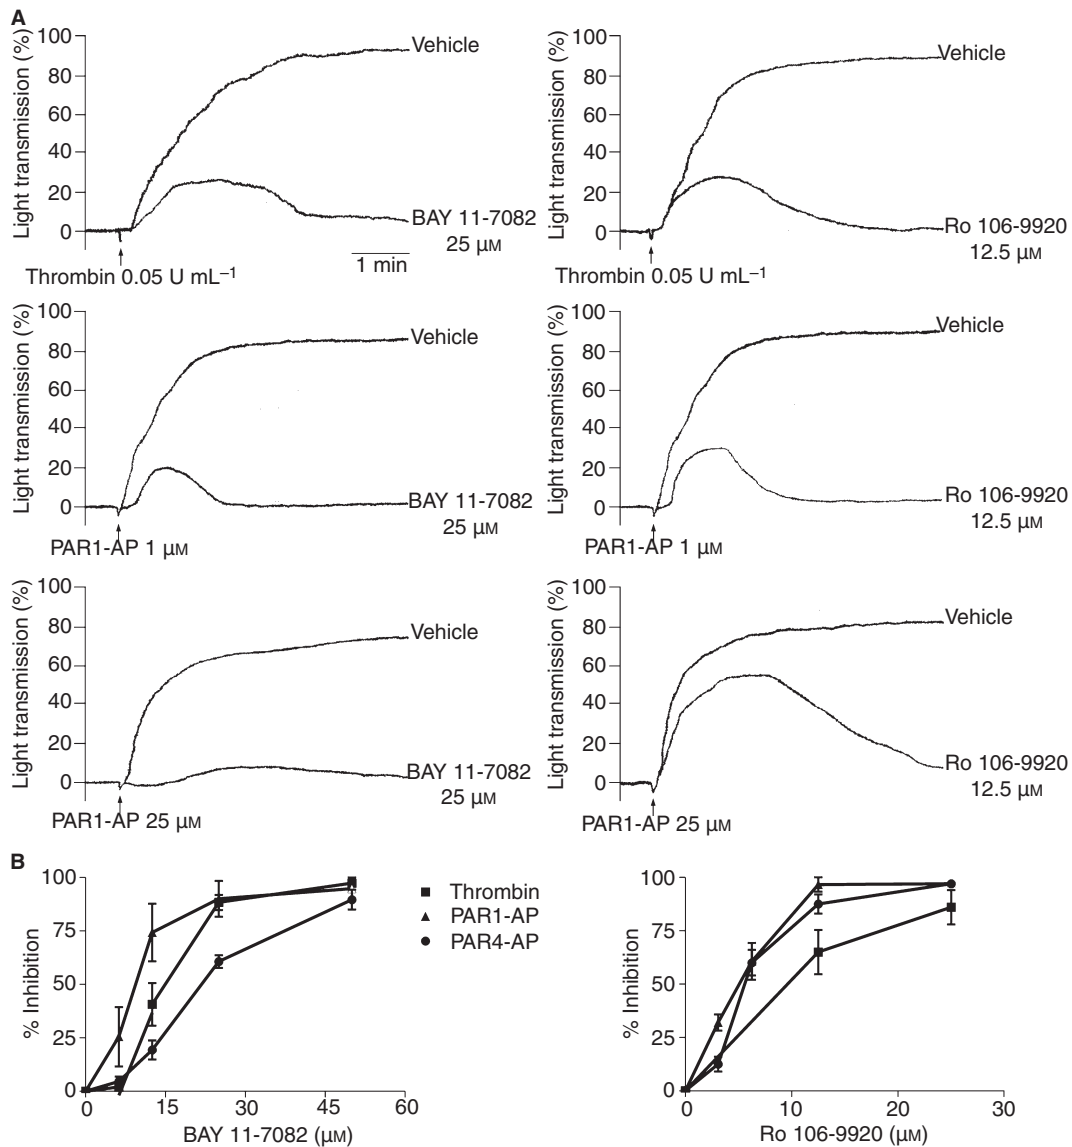 A
Light transmission (%)
100
80
60
40
20
0
Vehicle
BAY 11-7082
25 μM
Thrombin 0.05 U mL–1
1 min
Light transmission (%)
100
80
60
40
20
0
Vehicle
Ro 106-9920
12.5 μM
Thrombin 0.05 U mL–1
Light transmission (%)
100
80
60
40
20
0
Vehicle
BAY 11-7082
25 μM
PAR1-AP 1 μM
Light transmission (%)
100
80
60
40
20
0
Vehicle
Ro 106-9920
12.5 μM
PAR1-AP 1 μM
Light transmission (%)
100
80
60
40
20
0
Vehicle
BAY 11-7082
25 μM
PAR1-AP 25 μM
Light transmission (%)
100
80
60
40
20
0
Vehicle
Ro 106-9920
12.5 μM
PAR1-AP 25 μM
B
% Inhibition
100
75
50
25
0
0 15 30 45 60
BAY 11-7082 (μM)
Thrombin
PAR1-AP
PAR4-AP
% Inhibition
100
75
50
25
0
0 10 20 30
Ro 106-9920 (μM)